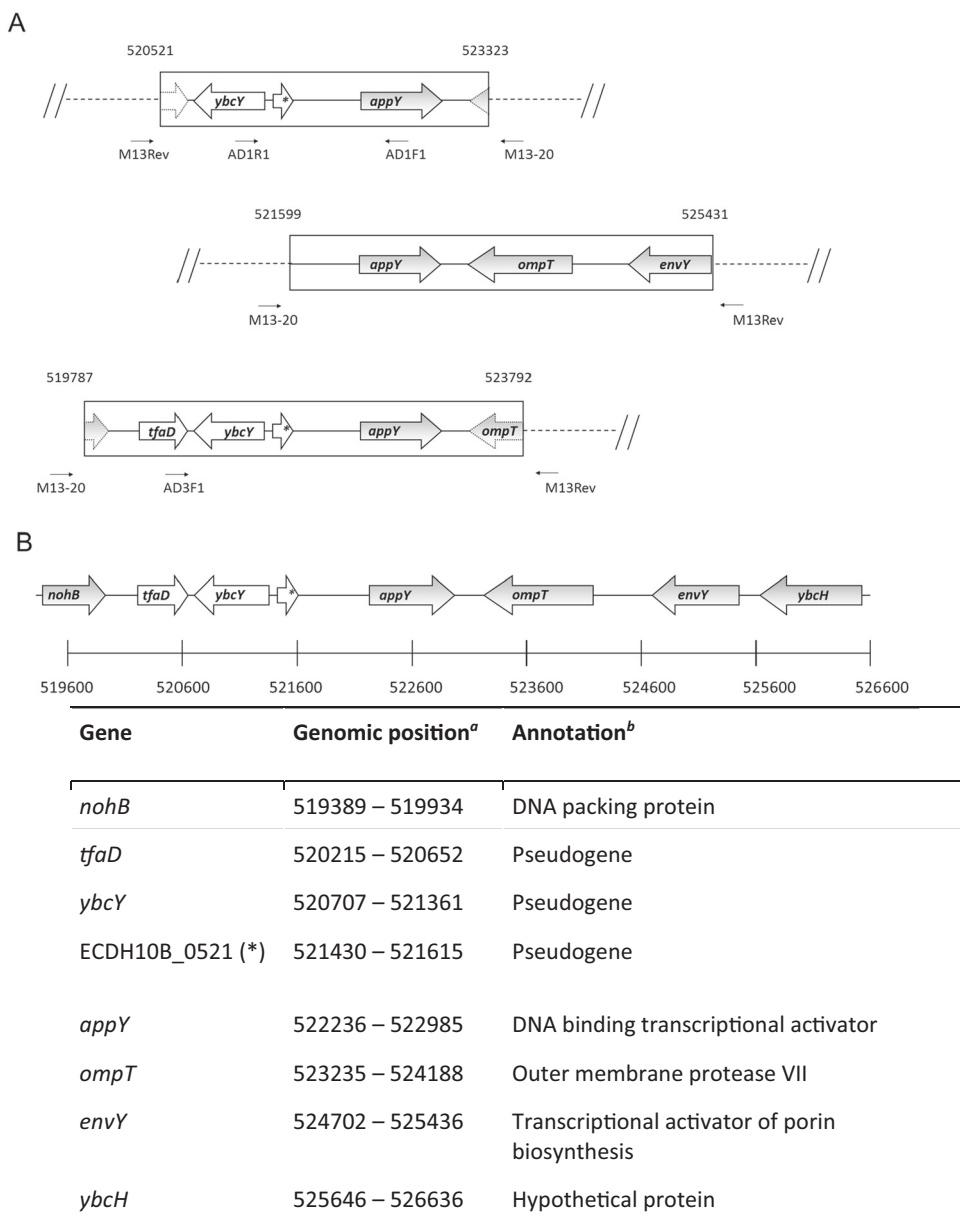 A
520521 523323
ybcY * appY
M13Rev AD1R1 AD1F1 M13-20
521599 525431
appY ompT envY
M13-20 M13Rev
519787 523792
tfaD ybcY * appY ompT
M13-20 AD3F1 M13Rev
B
nohB tfaD ybcY * appY ompT envY ybcH
519600 520600 521600 522600 523600 524600 525600 526600
Gene Genomic positionᵃ Annotationᵇ
nohB 519389 – 519934 DNA packing protein
tfaD 520215 – 520652 Pseudogene
ybcY 520707 – 521361 Pseudogene
ECDH10B_0521 (*) 521430 – 521615 Pseudogene
appY 522236 – 522985 DNA binding transcriptional activator
ompT 523235 – 524188 Outer membrane protease VII
envY 524702 – 525436 Transcriptional activator of porin
biosynthesis
ybcH 525646 – 526636 Hypothetical protein